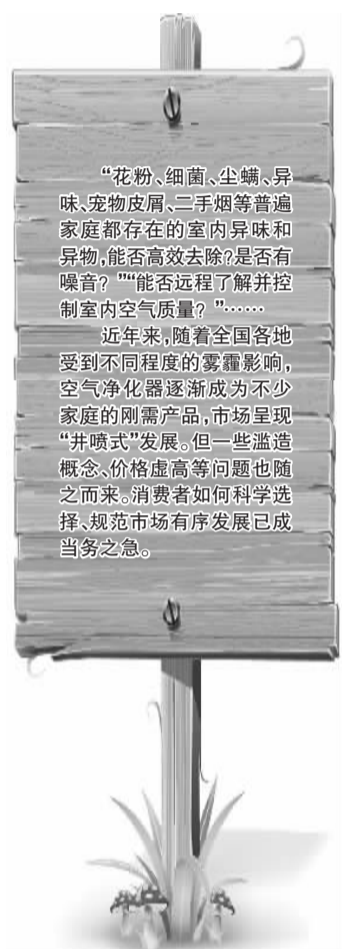 “花粉、细菌、尘螨、异
味、宠物皮屑、二手烟等普遍
家庭都存在的室内异味和
异物,能否高效去除?是否有
噪音？”“能否远程了解并控
制室内空气质量？”……
近年来,随着全国各地
受到不同程度的雾霾影响,
空气净化器逐渐成为不少
家庭的刚需产品,市场呈现
“井喷式”发展。但一些滥造
概念、价格虚高等问题也随
之而来。消费者如何科学选
择、规范市场有序发展已成
当务之急。